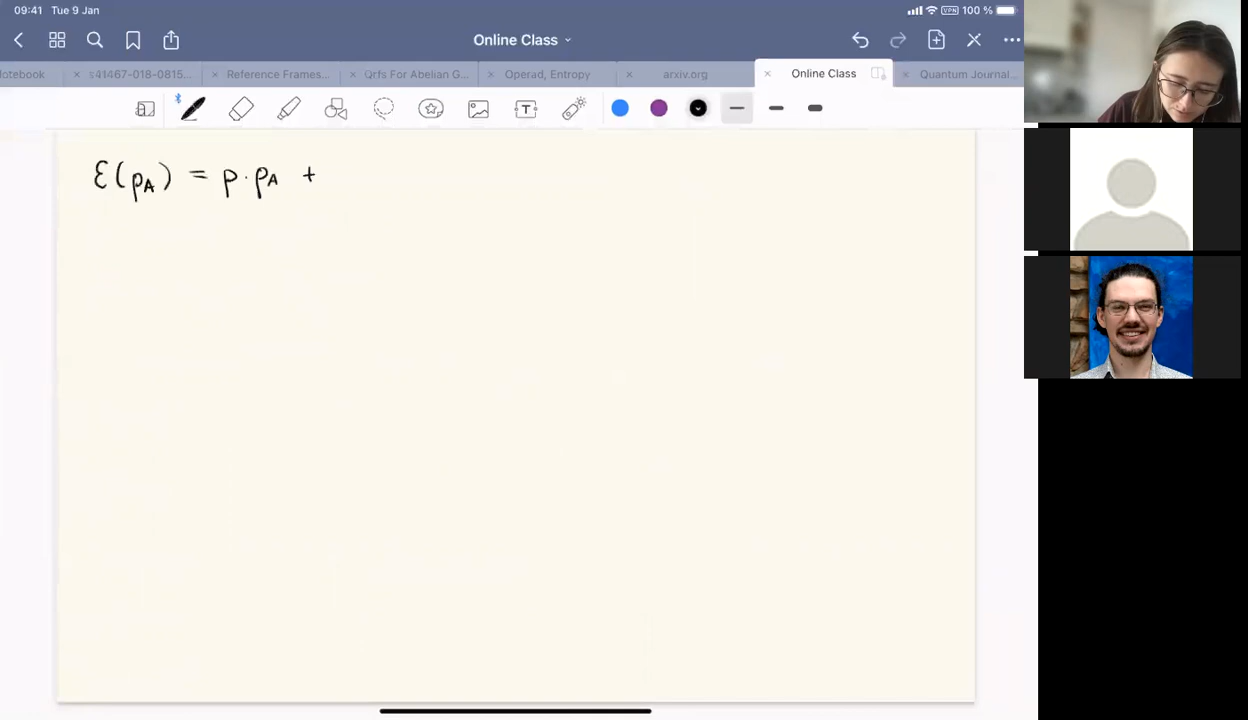 09:41 Tue 9 Jan
VPN 100 %
Online Class
otebook
s41467-018-0815...
Reference Frames...
Qrfs For Abelian G...
Operad, Entropy
arxiv.org
Online Class
Quantum Journal...
a
T
ℰ(ρA) = p · ρA +